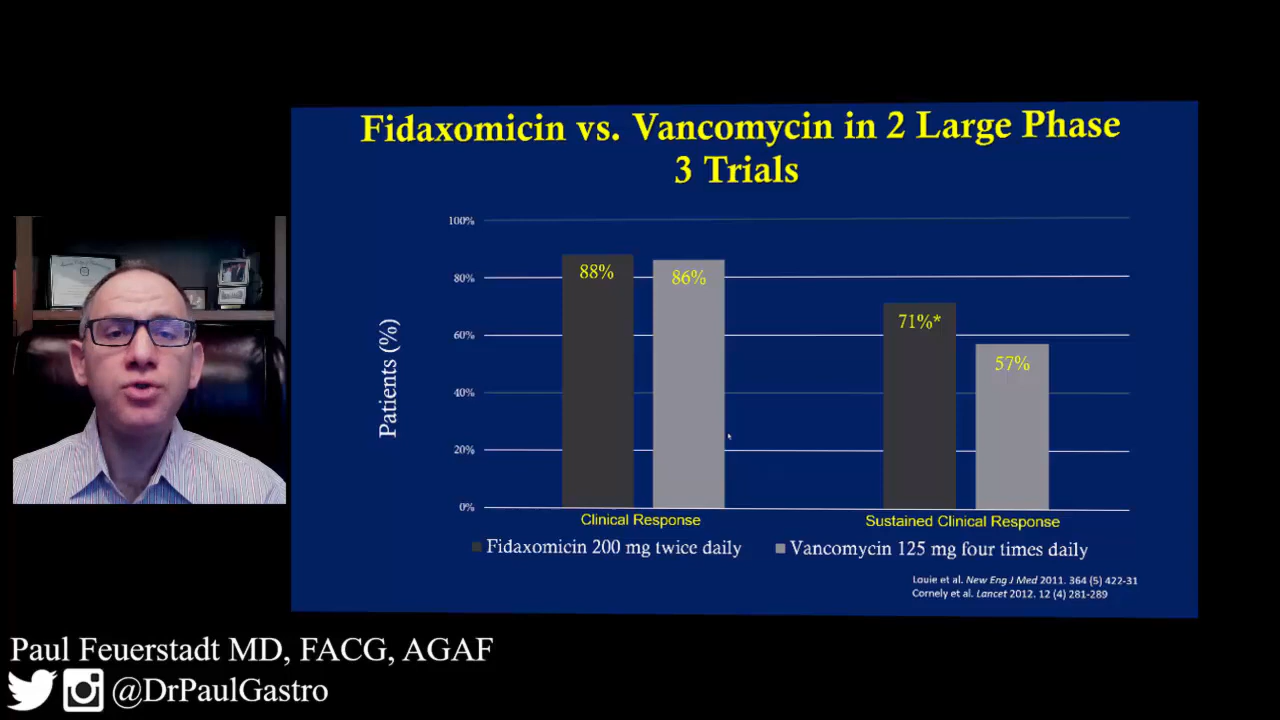 Fidaxomicin vs. Vancomycin in 2 Large Phase
3 Trials
100%
80%
60%
40%
20%
0%
Patients (%)
88%
86%
71%*
57%
Clinical Response
Sustained Clinical Response
Fidaxomicin 200 mg twice daily
Vancomycin 125 mg four times daily
Louie et al. New Eng J Med 2011. 364 (5) 422-31
Cornely et al. Lancet 2012. 12 (4) 281-289
Paul Feuerstadt MD, FACG, AGAF
@DrPaulGastro